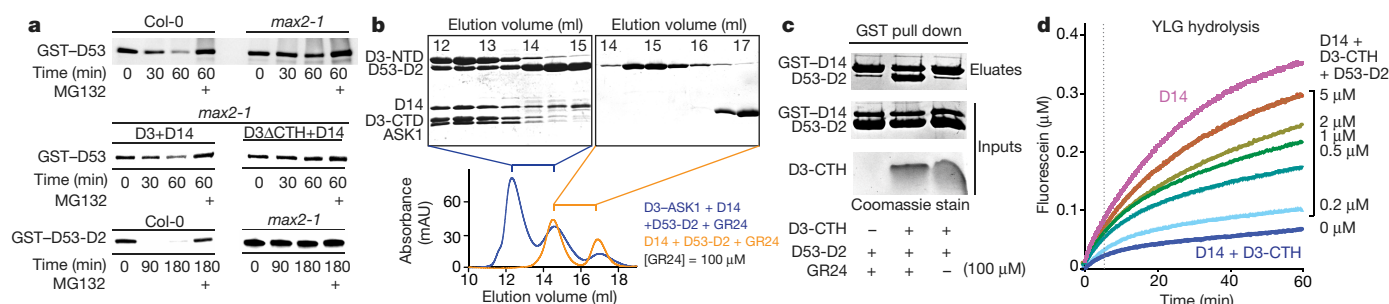 a
Col-0 max2-1
GST–D53
Time (min) 0 30 60 60 0 30 60 60
MG132 + +
max2-1
D3+D14 D3ΔCTH+D14
GST–D53
Time (min) 0 30 60 60 0 30 60 60
MG132 + +
Col-0 max2-1
GST–D53-D2
Time (min) 0 90 180 180 0 90 180 180
MG132 + +
b
Elution volume (ml) Elution volume (ml)
12 13 14 15 14 15 16 17
D3–NTD
D53-D2
D14
D3–CTD
ASK1
Absorbance (mAU)
60
30
0
10 12 14 16 18
Elution volume (ml)
D3–ASK1 + D14
+D53-D2 + GR24
D14 + D53-D2 + GR24
[GR24] = 100 μM
c
GST pull down
GST–D14
D53-D2
Eluates
GST–D14
D53-D2
Inputs
D3-CTH
Coomassie stain
D3-CTH – + +
D53-D2 + + +
GR24 + + – (100 μM)
d
YLG hydrolysis
Fluorescein (μM)
0.4
0.3
0.2
0.1
0
0 20 40 60
Time (min)
D14
D14 +
D3-CTH
+ D53-D2
5 μM
2 μM
1 μM
0.5 μM
0.2 μM
0 μM
D14 + D3-CTH